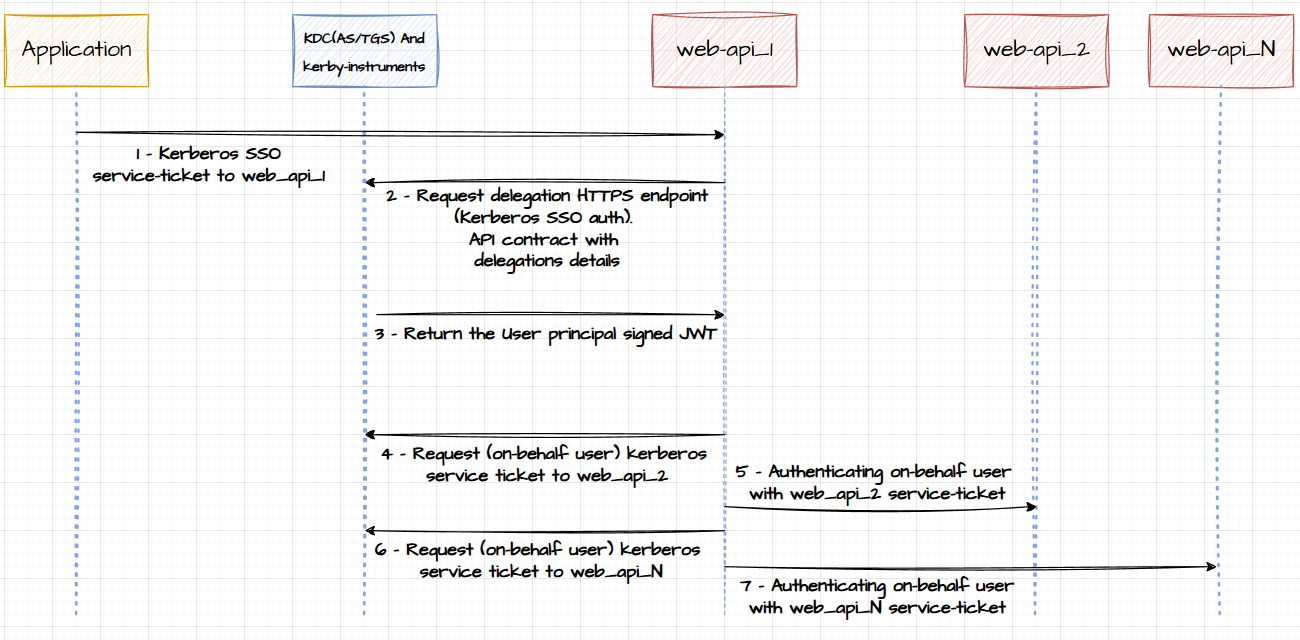 Application
KDC(AS/TGS) And
kerby-instruments
web-api_1
web-api_2
web-api_N
1 - Kerberos SSO
service-ticket to web_api_1
2 - Request delegation HTTPS endpoint
(Kerberos SSO auth).
API contract with
delegations details
3 - Return the User principal signed JWT
4 - Request (on-behalf user) kerberos
service ticket to web_api_2
5 - Authenticating on-behalf user
with web_api_2 service-ticket
6 - Request (on-behalf user) kerberos
service ticket to web_api_N
7 - Authenticating on-behalf user
with web_api_N service-ticket